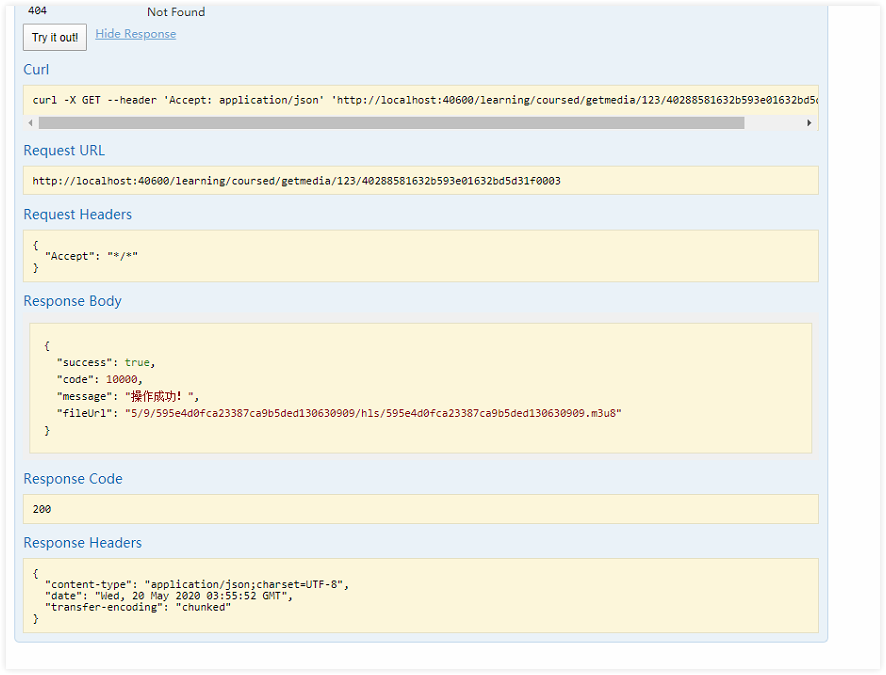 404 Not Found
Try it out! Hide Response
Curl
curl -X GET --header 'Accept: application/json' 'http://localhost:40600/learning/coursed/getmedia/123/40288581632b593e01632bd5d
Request URL
http://localhost:40600/learning/coursed/getmedia/123/40288581632b593e01632bd5d31f0003
Request Headers
{
"Accept": "*/*"
}
Response Body
{
"success": true,
"code": 10000,
"message": "操作成功！",
"fileUrl": "5/9/595e4d0fca23387ca9b5ded130630909/hls/595e4d0fca23387ca9b5ded130630909.m3u8"
}
Response Code
200
Response Headers
{
"content-type": "application/json;charset=UTF-8",
"date": "Wed, 20 May 2020 03:55:52 GMT",
"transfer-encoding": "chunked"
}